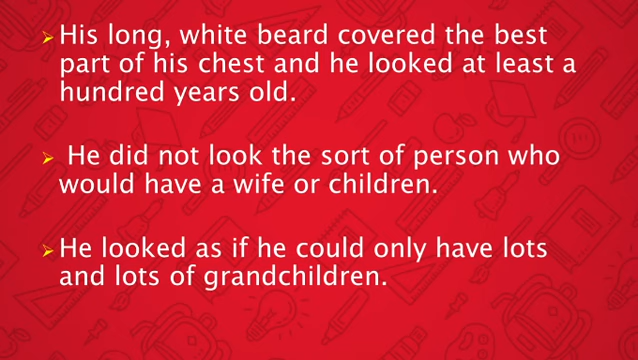 ➢His long, white beard covered the best
part of his chest and he looked at least a
hundred years old.
➢ He did not look the sort of person who
would have a wife or children.
➢He looked as if he could only have lots
and lots of grandchildren.